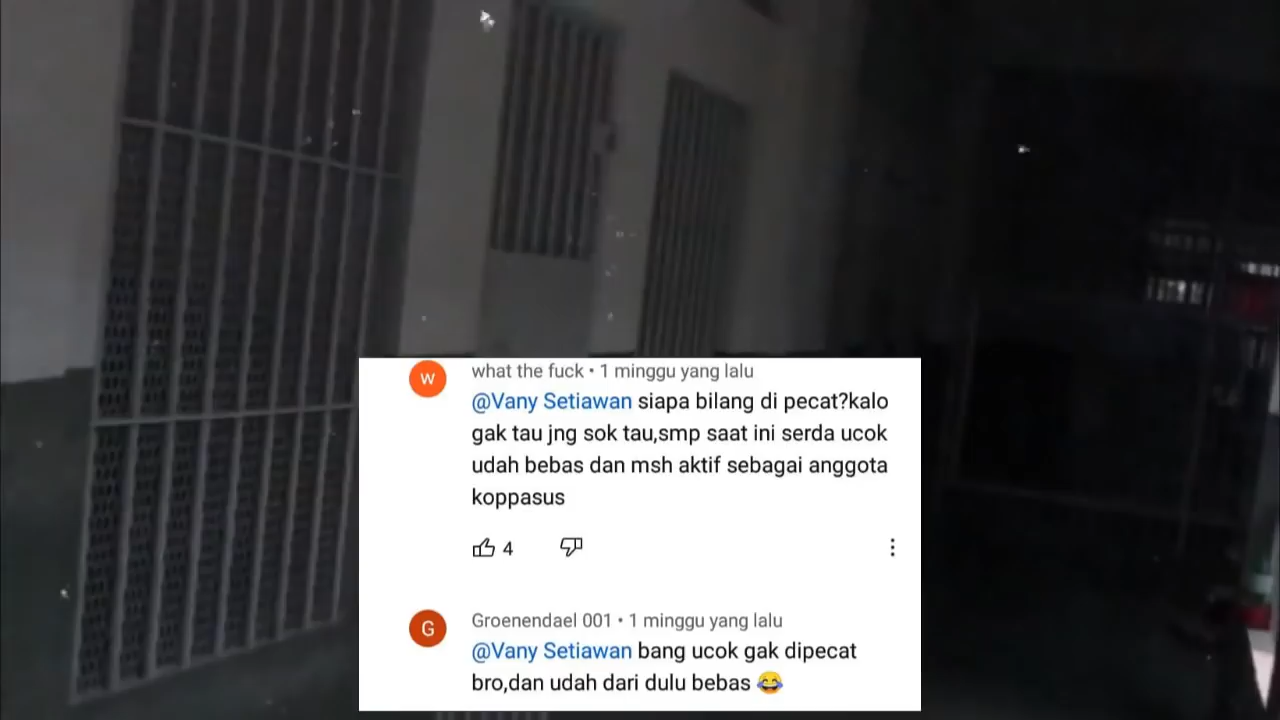 W
what the fuck • 1 minggu yang lalu
@Vany Setiawan siapa bilang di pecat?kalo
gak tau jng sok tau,smp saat ini serda ucok
udah bebas dan msh aktif sebagai anggota
koppasus
4
G
Groenendael 001 • 1 minggu yang lalu
@Vany Setiawan bang ucok gak dipecat
bro,dan udah dari dulu bebas 😂